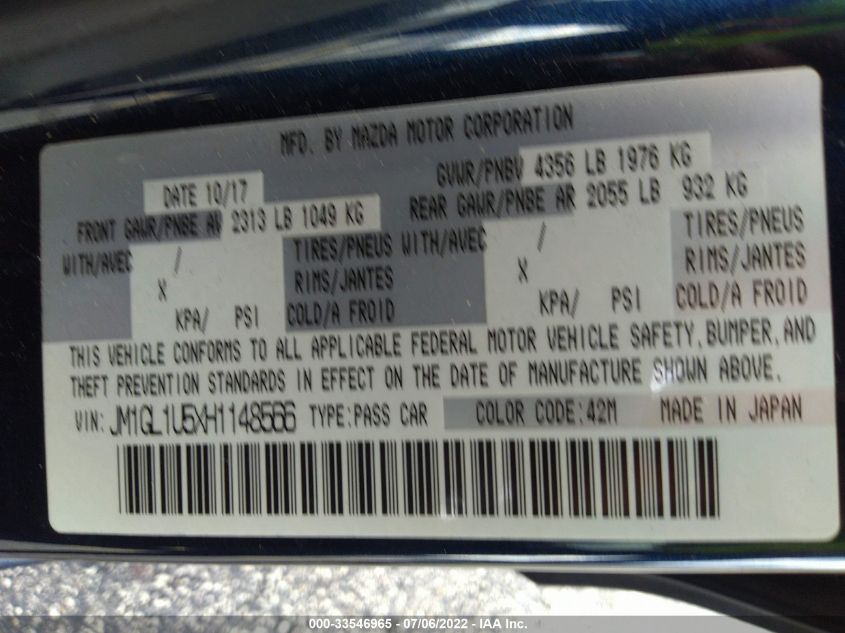 MFD. BY MAZDA MOTOR CORPORATION
DATE 10/17 GVWR/PNBV 4356 LB 1976 KG
FRONT GAWR/PNBE AV 2313 LB 1049 KG REAR GAWR/PNBE AR 2055 LB 932 KG
WITH/AVEC / TIRES/PNEUS WITH/AVEC / TIRES/PNEUS
X RIMS/JANTES X RIMS/JANTES
KPA/ PSI COLD/A FROID KPA/ PSI COLD/A FROID
THIS VEHICLE CONFORMS TO ALL APPLICABLE FEDERAL MOTOR VEHICLE SAFETY, BUMPER, AND
THEFT PREVENTION STANDARDS IN EFFECT ON THE DATE OF MANUFACTURE SHOWN ABOVE.
VIN: JM1GL1U5XH1148566 TYPE:PASS CAR COLOR CODE:42M MADE IN JAPAN
000-33546965 - 07/06/2022 - IAA Inc.